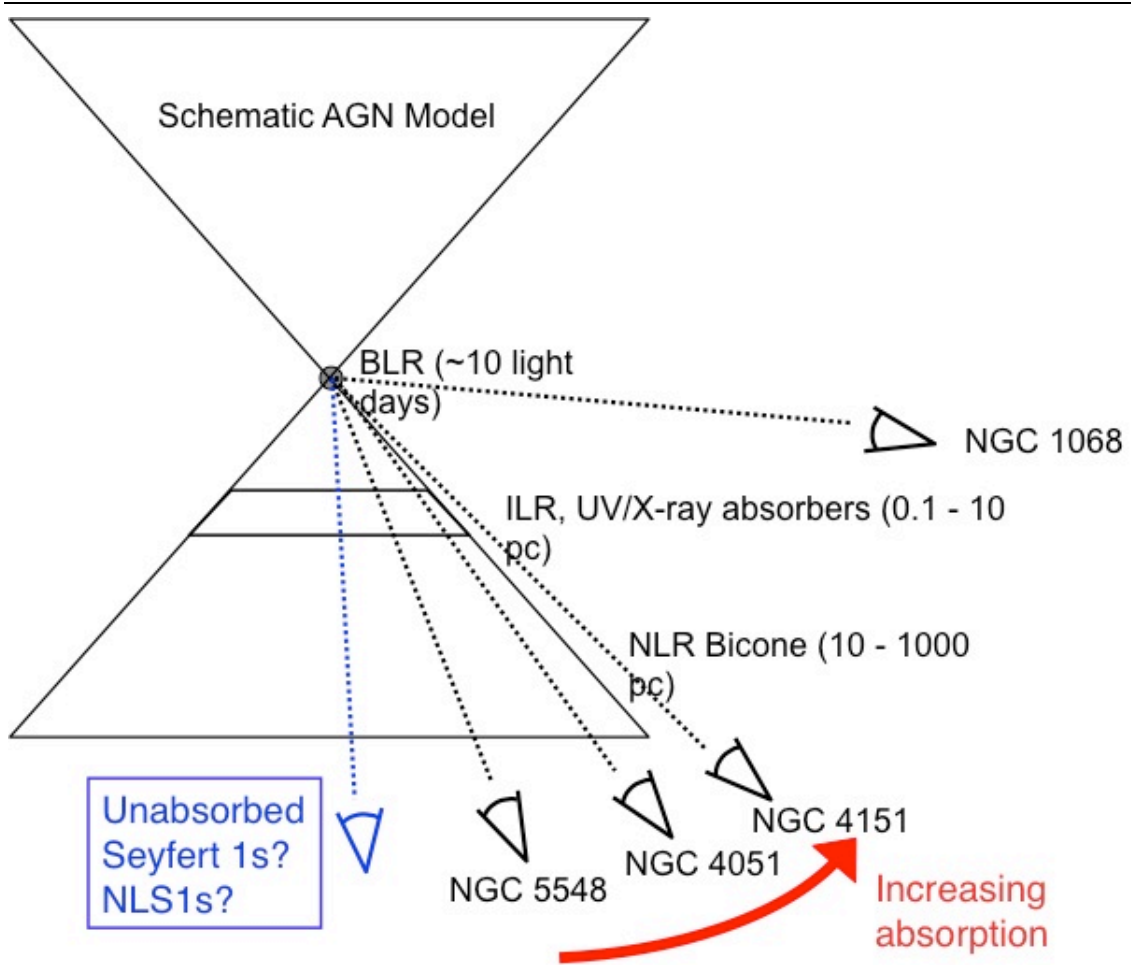 Schematic AGN Model
BLR (~10 light
days)
NGC 1068
ILR, UV/X-ray absorbers (0.1 - 10
pc)
NLR Bicone (10 - 1000
pc)
Unabsorbed
Seyfert 1s?
NLS1s?
NGC 5548
NGC 4051
NGC 4151
Increasing
absorption